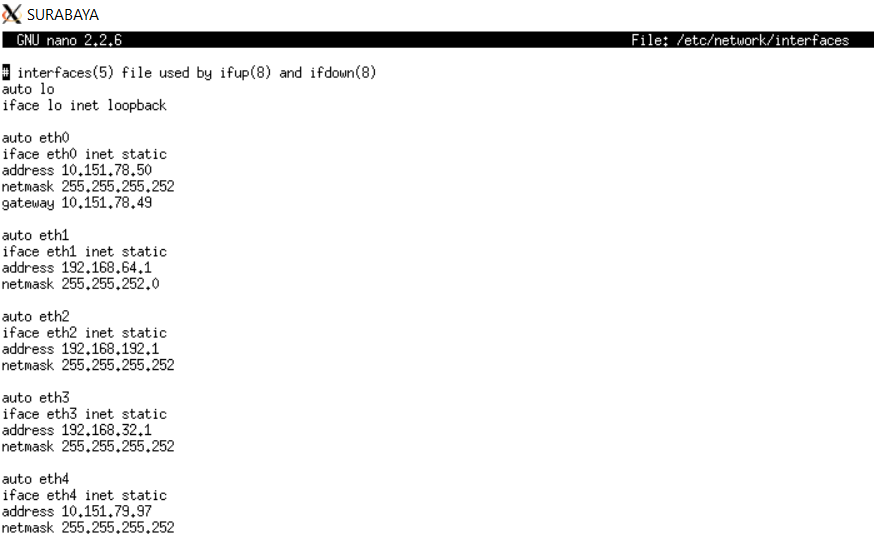 SURABAYA
GNU nano 2.2.6 File: /etc/network/interfaces
# interfaces(5) file used by ifup(8) and ifdown(8)
auto lo
iface lo inet loopback
auto eth0
iface eth0 inet static
address 10.151.78.50
netmask 255.255.255.252
gateway 10.151.78.49
auto eth1
iface eth1 inet static
address 192.168.64.1
netmask 255.255.252.0
auto eth2
iface eth2 inet static
address 192.168.192.1
netmask 255.255.255.252
auto eth3
iface eth3 inet static
address 192.168.32.1
netmask 255.255.255.252
auto eth4
iface eth4 inet static
address 10.151.79.97
netmask 255.255.255.252